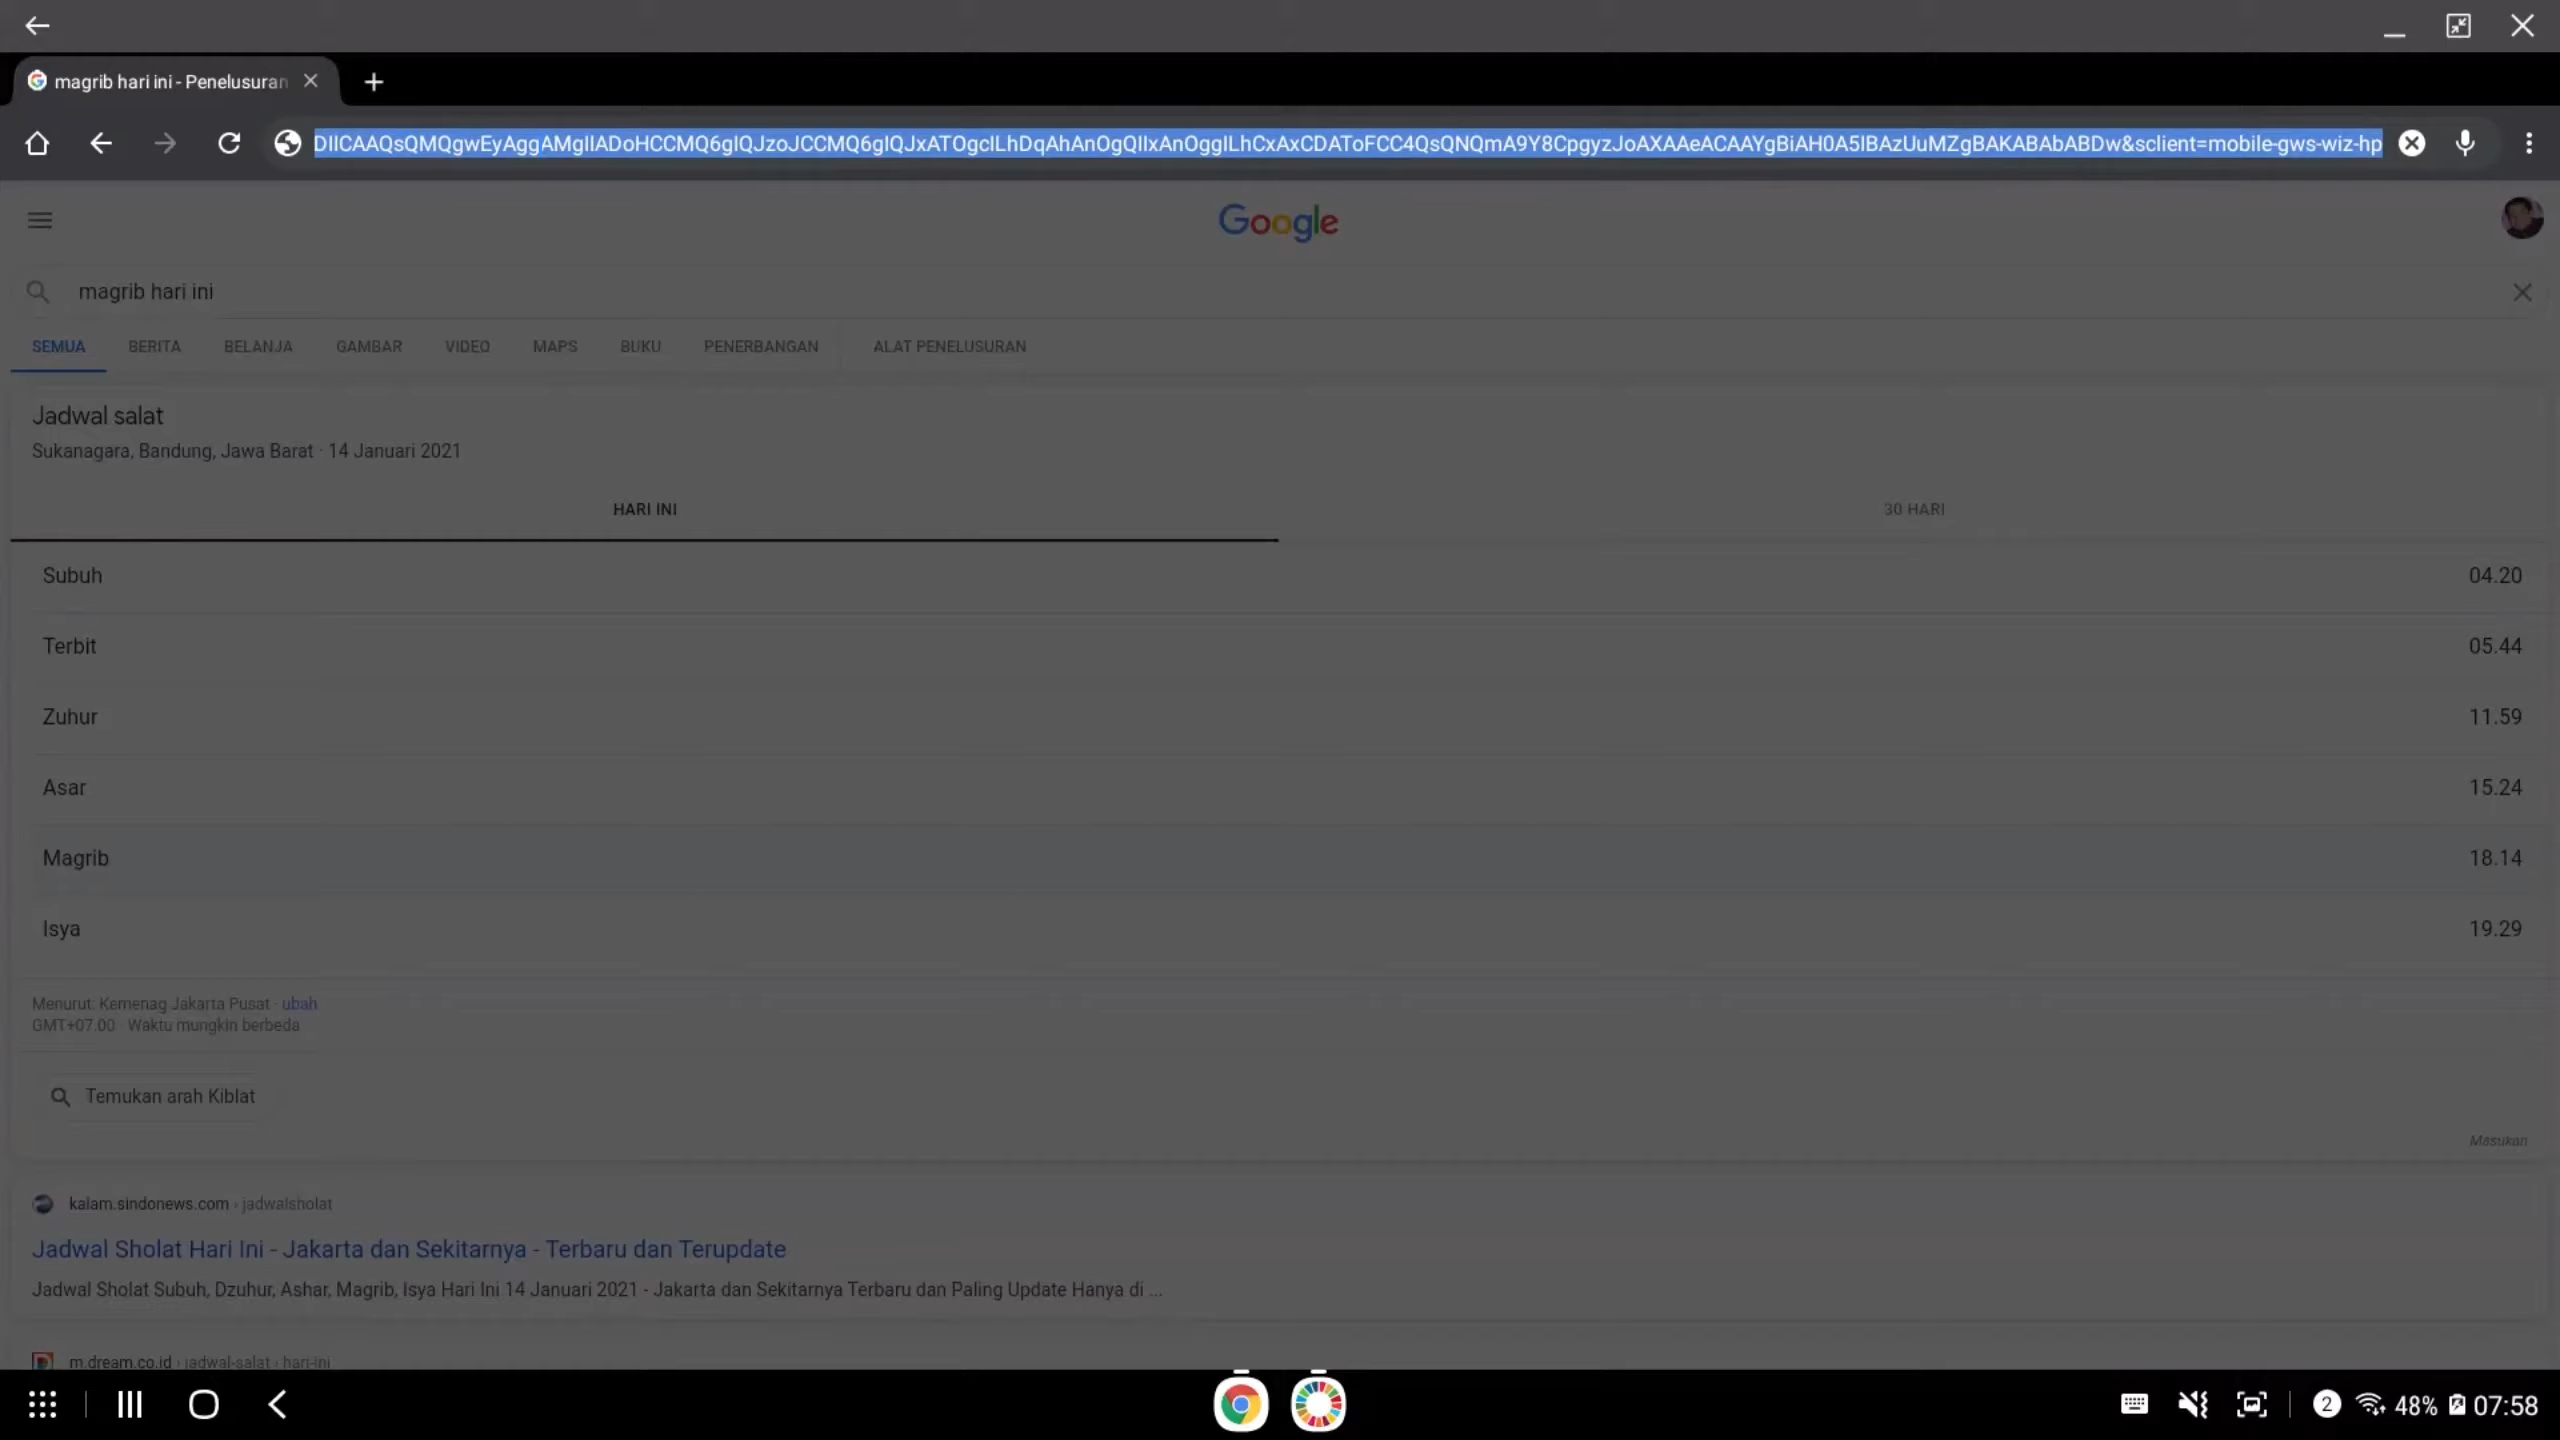 magrib hari ini - Penelusuran
DIICAAQsQMQgwEyAggAMgIIADoHCCMQ6gIQJzoJCCMQ6gIQJxATOgcILhDqAhAnOgQIIxAnOggILhCxAxCDAToFCC4QsQNQmA9Y8CpgyzJoAXAAeACAAYgBiAH0A5IBAzUuMZgBAKABAbABDw&sclient=mobile-gws-wiz-hp
Google
magrib hari ini
SEMUA BERITA BELANJA GAMBAR VIDEO MAPS BUKU PENERBANGAN ALAT PENELUSURAN
Jadwal salat
Sukanagara, Bandung, Jawa Barat · 14 Januari 2021
HARI INI 30 HARI
Subuh 04.20
Terbit 05.44
Zuhur 11.59
Asar 15.24
Magrib 18.14
Isya 19.29
Menurut: Kemenag Jakarta Pusat · ubah
GMT+07.00 · Waktu mungkin berbeda
Temukan arah Kiblat
Masukan
kalam.sindonews.com › jadwalsholat
Jadwal Sholat Hari Ini - Jakarta dan Sekitarnya - Terbaru dan Terupdate
Jadwal Sholat Subuh, Dzuhur, Ashar, Magrib, Isya Hari Ini 14 Januari 2021 - Jakarta dan Sekitarnya Terbaru dan Paling Update Hanya di ...
m.dream.co.id › jadwal-salat › hari-ini
2 48% 07:58